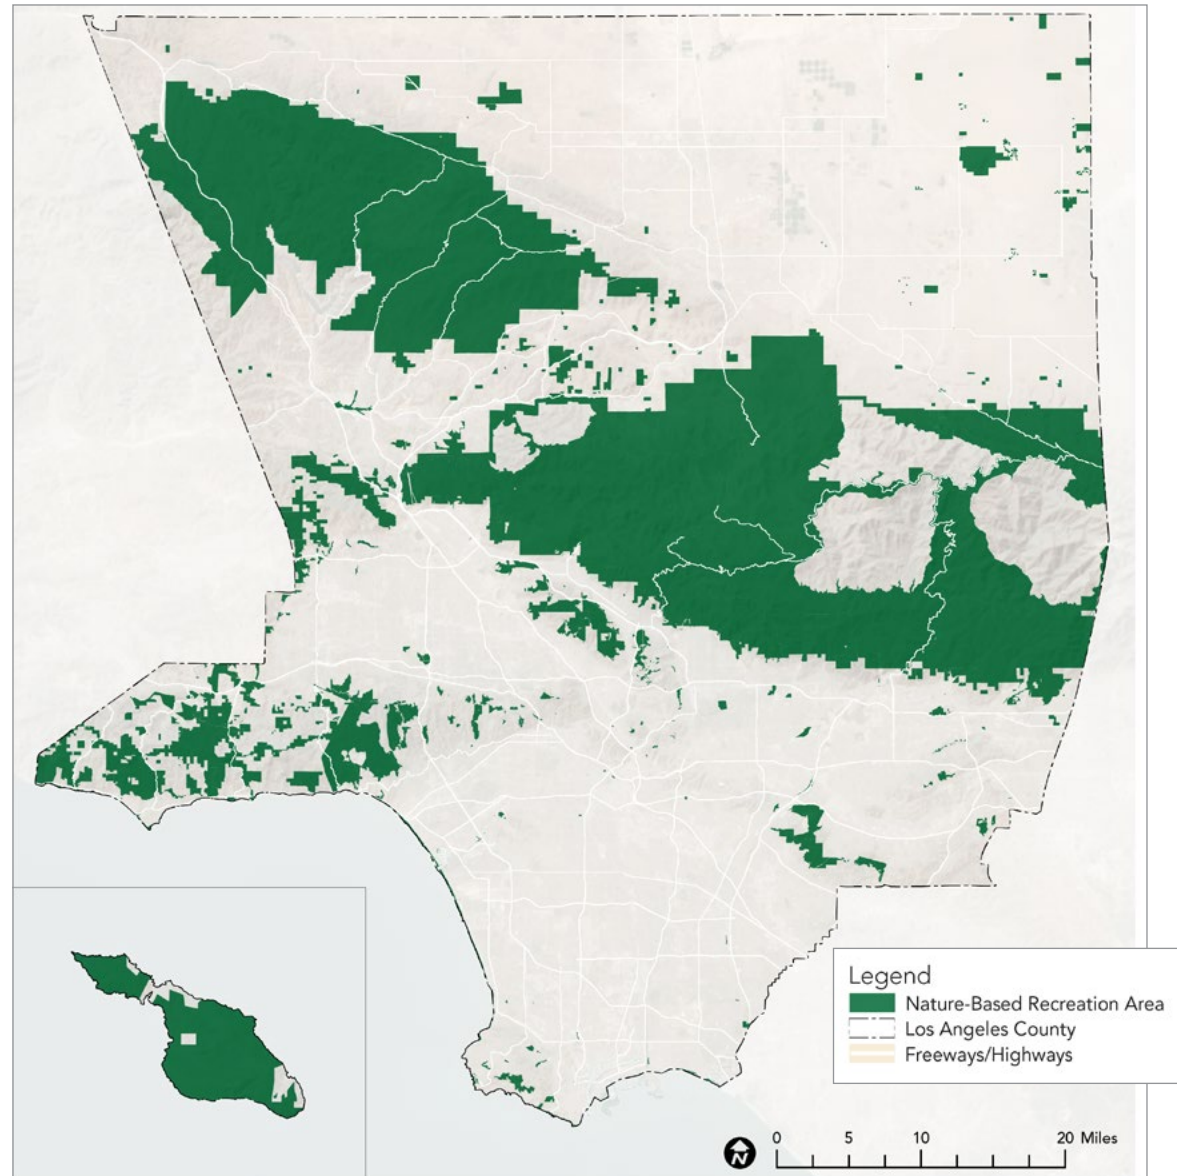 Legend
Nature-Based Recreation Area
Los Angeles County
Freeways/Highways
N
0 5 10 20 Miles